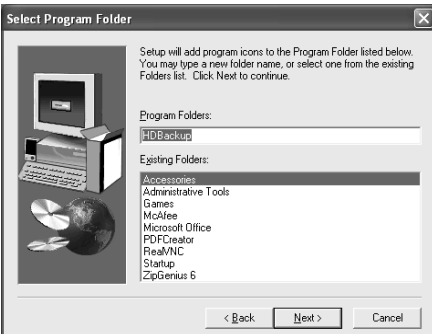 Select Program Folder
Setup will add program icons to the Program Folder listed below.
You may type a new folder name, or select one from the existing
Folders list. Click Next to continue.
Program Folders:
HDBackup
Existing Folders:
Accessories
Administrative Tools
Games
McAfee
Microsoft Office
PDFCreator
RealVNC
Startup
ZipGenius 6
< Back
Next >
Cancel